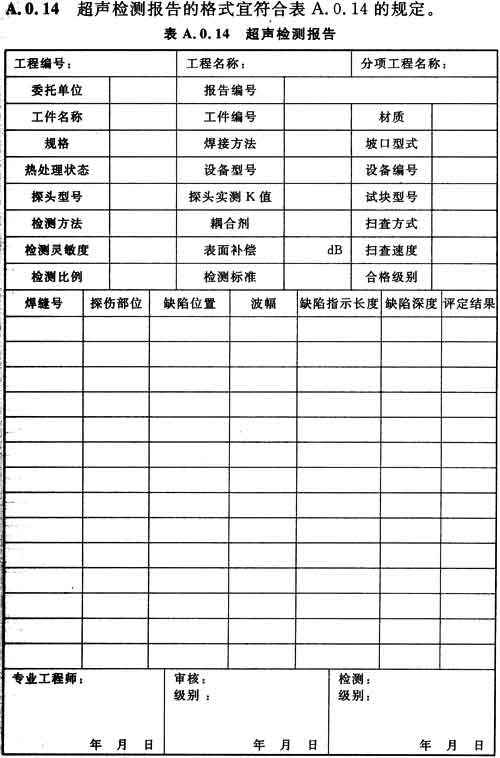 A.0.14 超声检测报告的格式宜符合表 A.0.14 的规定。
表 A.0.14 超声检测报告
工程编号： 工程名称： 分项工程名称：
委托单位 报告编号
工件名称 工件编号 材质
规格 焊接方法 坡口型式
热处理状态 设备型号 设备编号
探头型号 探头实测 K 值 试块型号
检测方法 耦合剂 扫查方式
检测灵敏度 表面补偿 dB 扫查速度
检测比例 检测标准 合格级别
焊缝号 探伤部位 缺陷位置 波幅 缺陷指示长度 缺陷深度 评定结果
专业工程师： 审核： 检测：
级别： 级别：
年 月 日 年 月 日 年 月 日